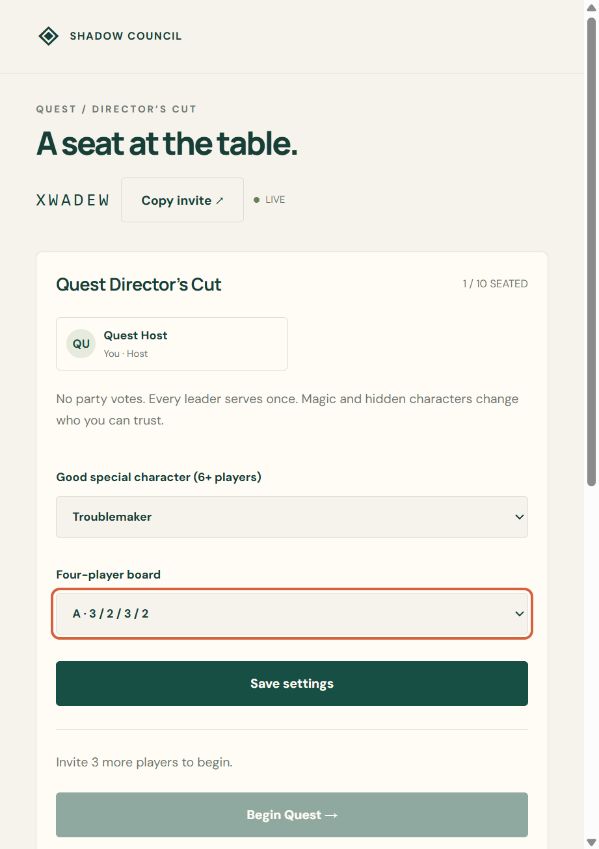 SHADOW COUNCIL
QUEST / DIRECTOR’S CUT
A seat at the table.
XWADEW
Copy invite ↗
LIVE
Quest Director’s Cut
1 / 10 SEATED
QU
Quest Host
You · Host
No party votes. Every leader serves once. Magic and hidden characters change
who you can trust.
Good special character (6+ players)
Troublemaker
Four-player board
A · 3 / 2 / 3 / 2
Save settings
Invite 3 more players to begin.
Begin Quest →